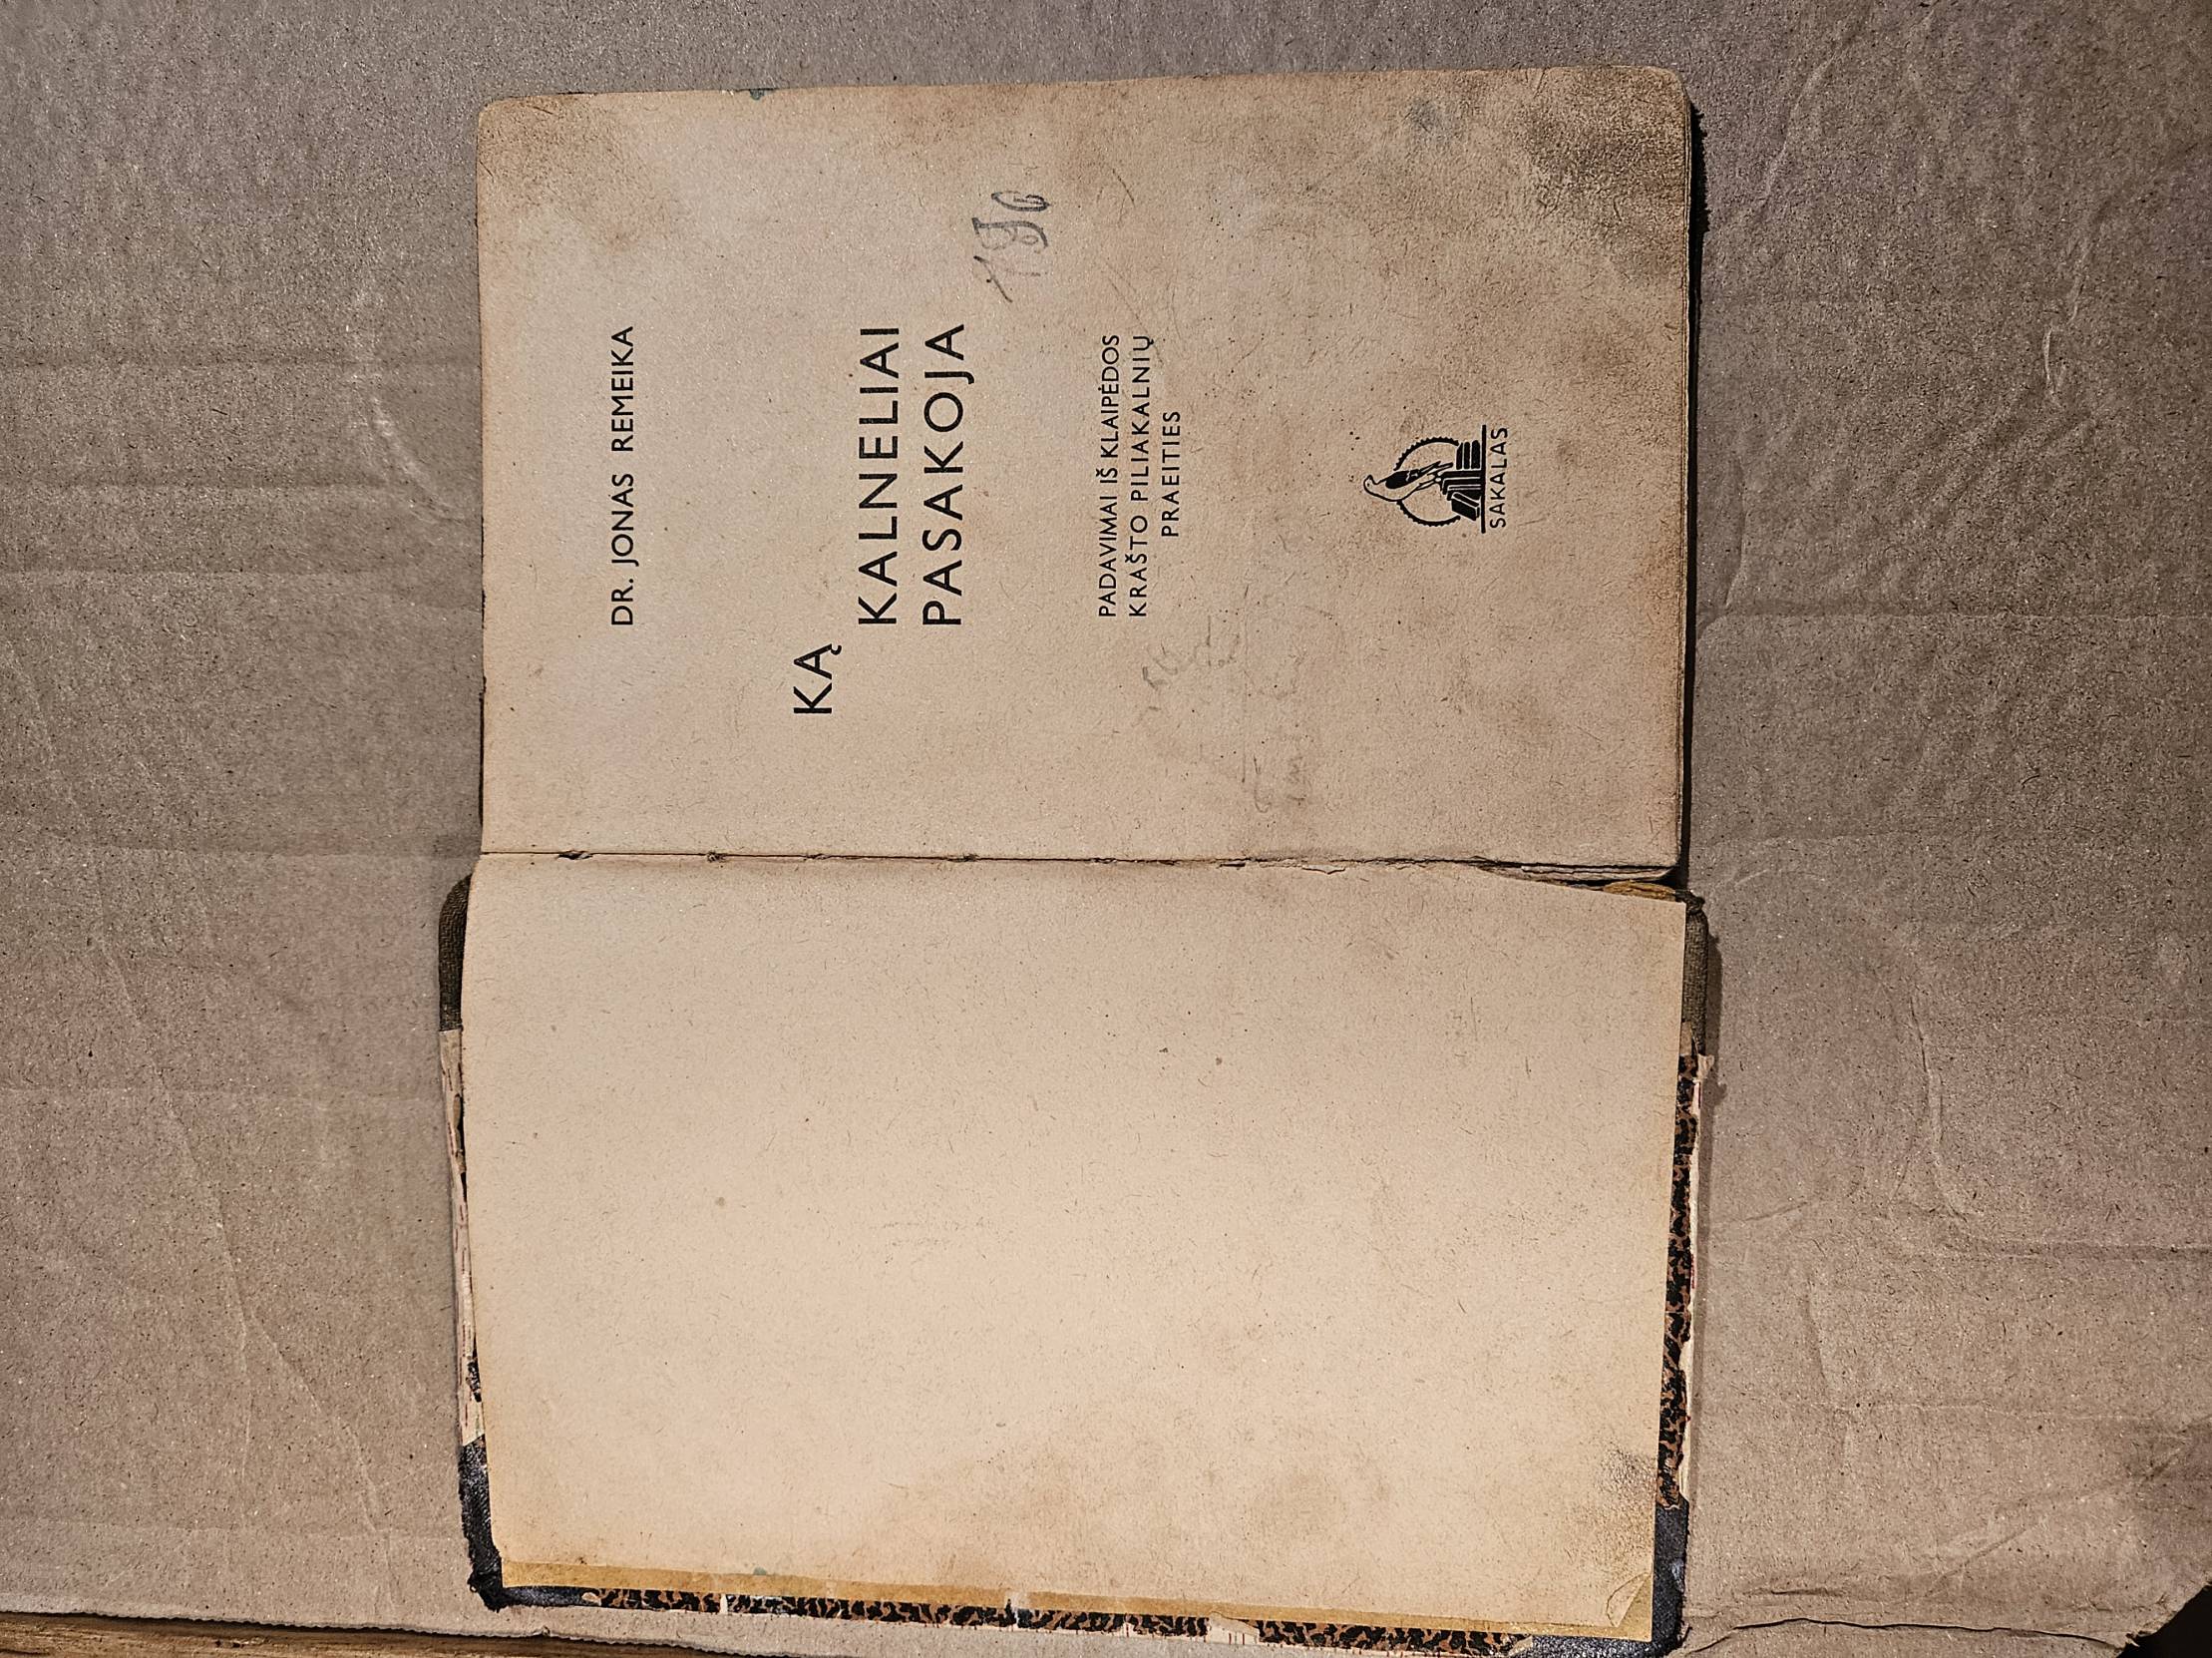 DR. JONAS REMEIKA
KĄ
KALNELIAI
PASAKOJA
PADAVIMAI IŠ KLAIPĖDOS
KRAŠTO PILIAKALNIŲ
PRAEITIES
SAKALAS